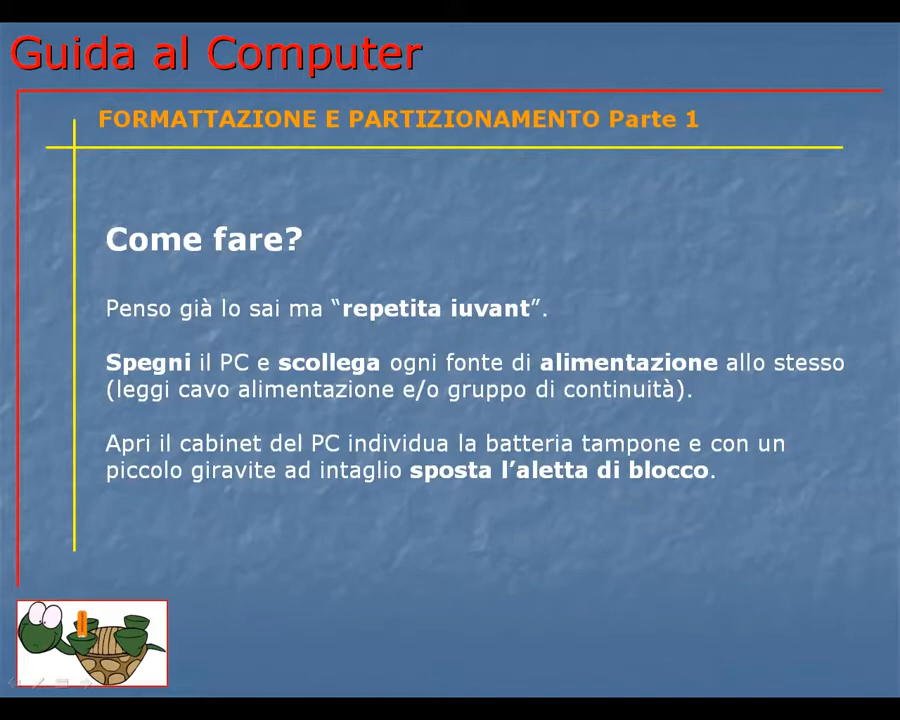 Guida al Computer
FORMATTAZIONE E PARTIZIONAMENTO Parte 1
Come fare?
Penso già lo sai ma “repetita iuvant”.
Spegni il PC e scollega ogni fonte di alimentazione allo stesso
(leggi cavo alimentazione e/o gruppo di continuità).
Apri il cabinet del PC individua la batteria tampone e con un
piccolo giravite ad intaglio sposta l’aletta di blocco.